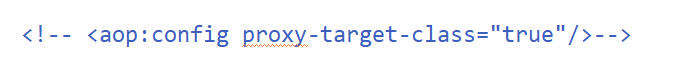 <!-- <aop:config proxy-target-class="true"/>-->